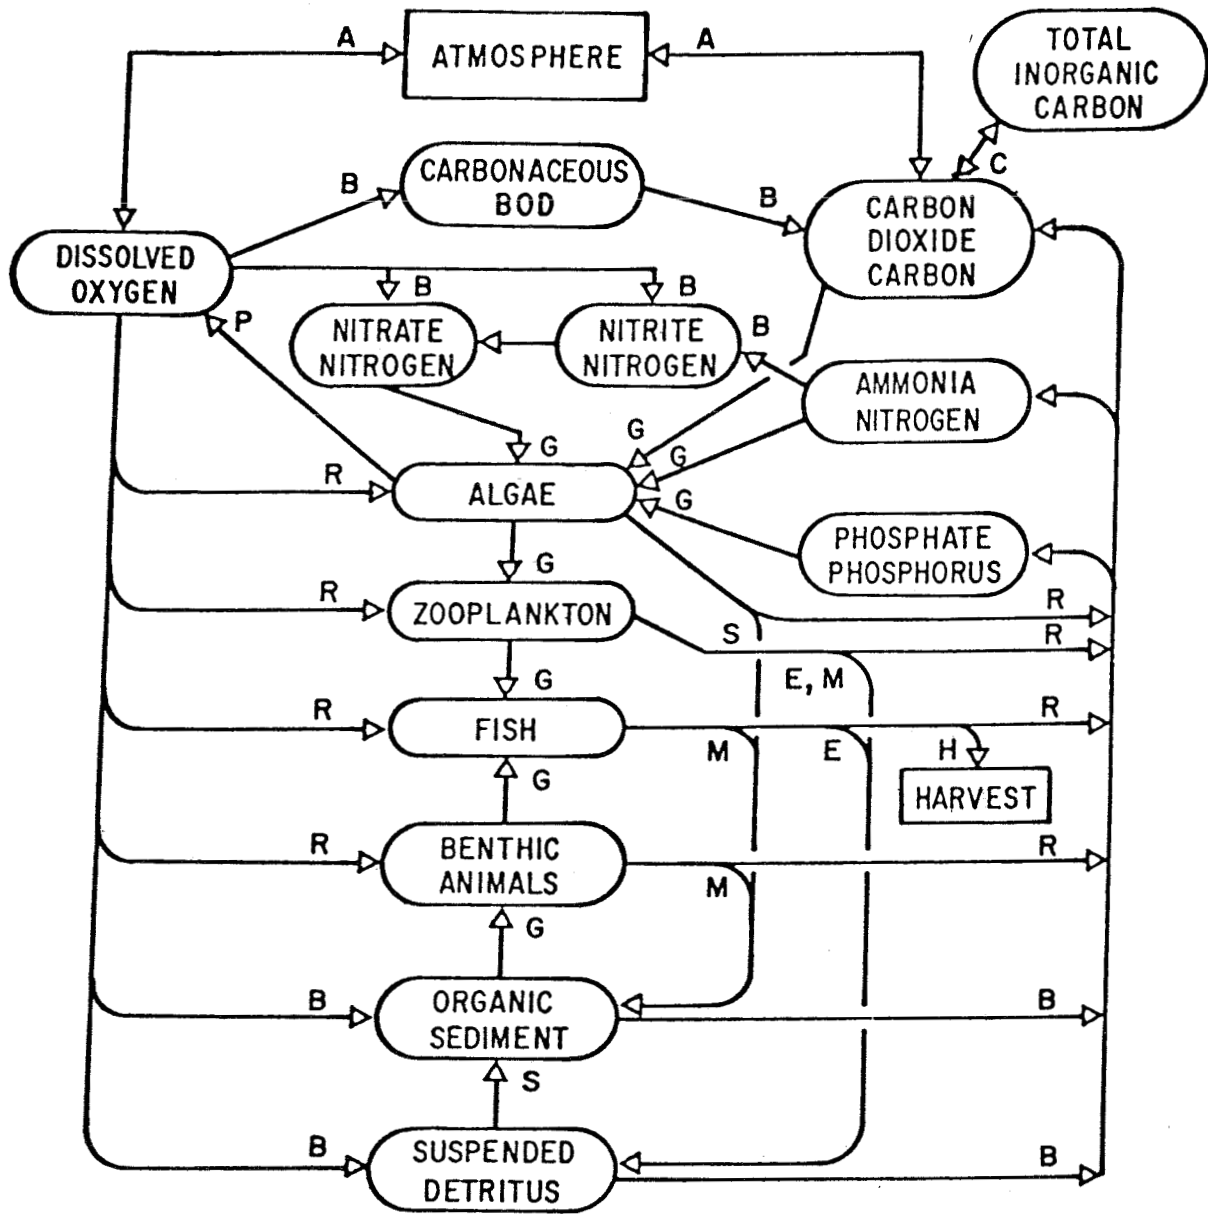 A
ATMOSPHERE
A
TOTAL
INORGANIC
CARBON
C
B
CARBONACEOUS
BOD
B
CARBON
DIOXIDE
CARBON
DISSOLVED
OXYGEN
B
B
P
NITRATE
NITROGEN
NITRITE
NITROGEN
B
AMMONIA
NITROGEN
G
G
G
R
ALGAE
G
PHOSPHATE
PHOSPHORUS
G
R
ZOOPLANKTON
S
R
R
E, M
G
R
FISH
M
E
R
H
HARVEST
G
R
BENTHIC
ANIMALS
M
R
G
B
ORGANIC
SEDIMENT
B
S
B
SUSPENDED
DETRITUS
B